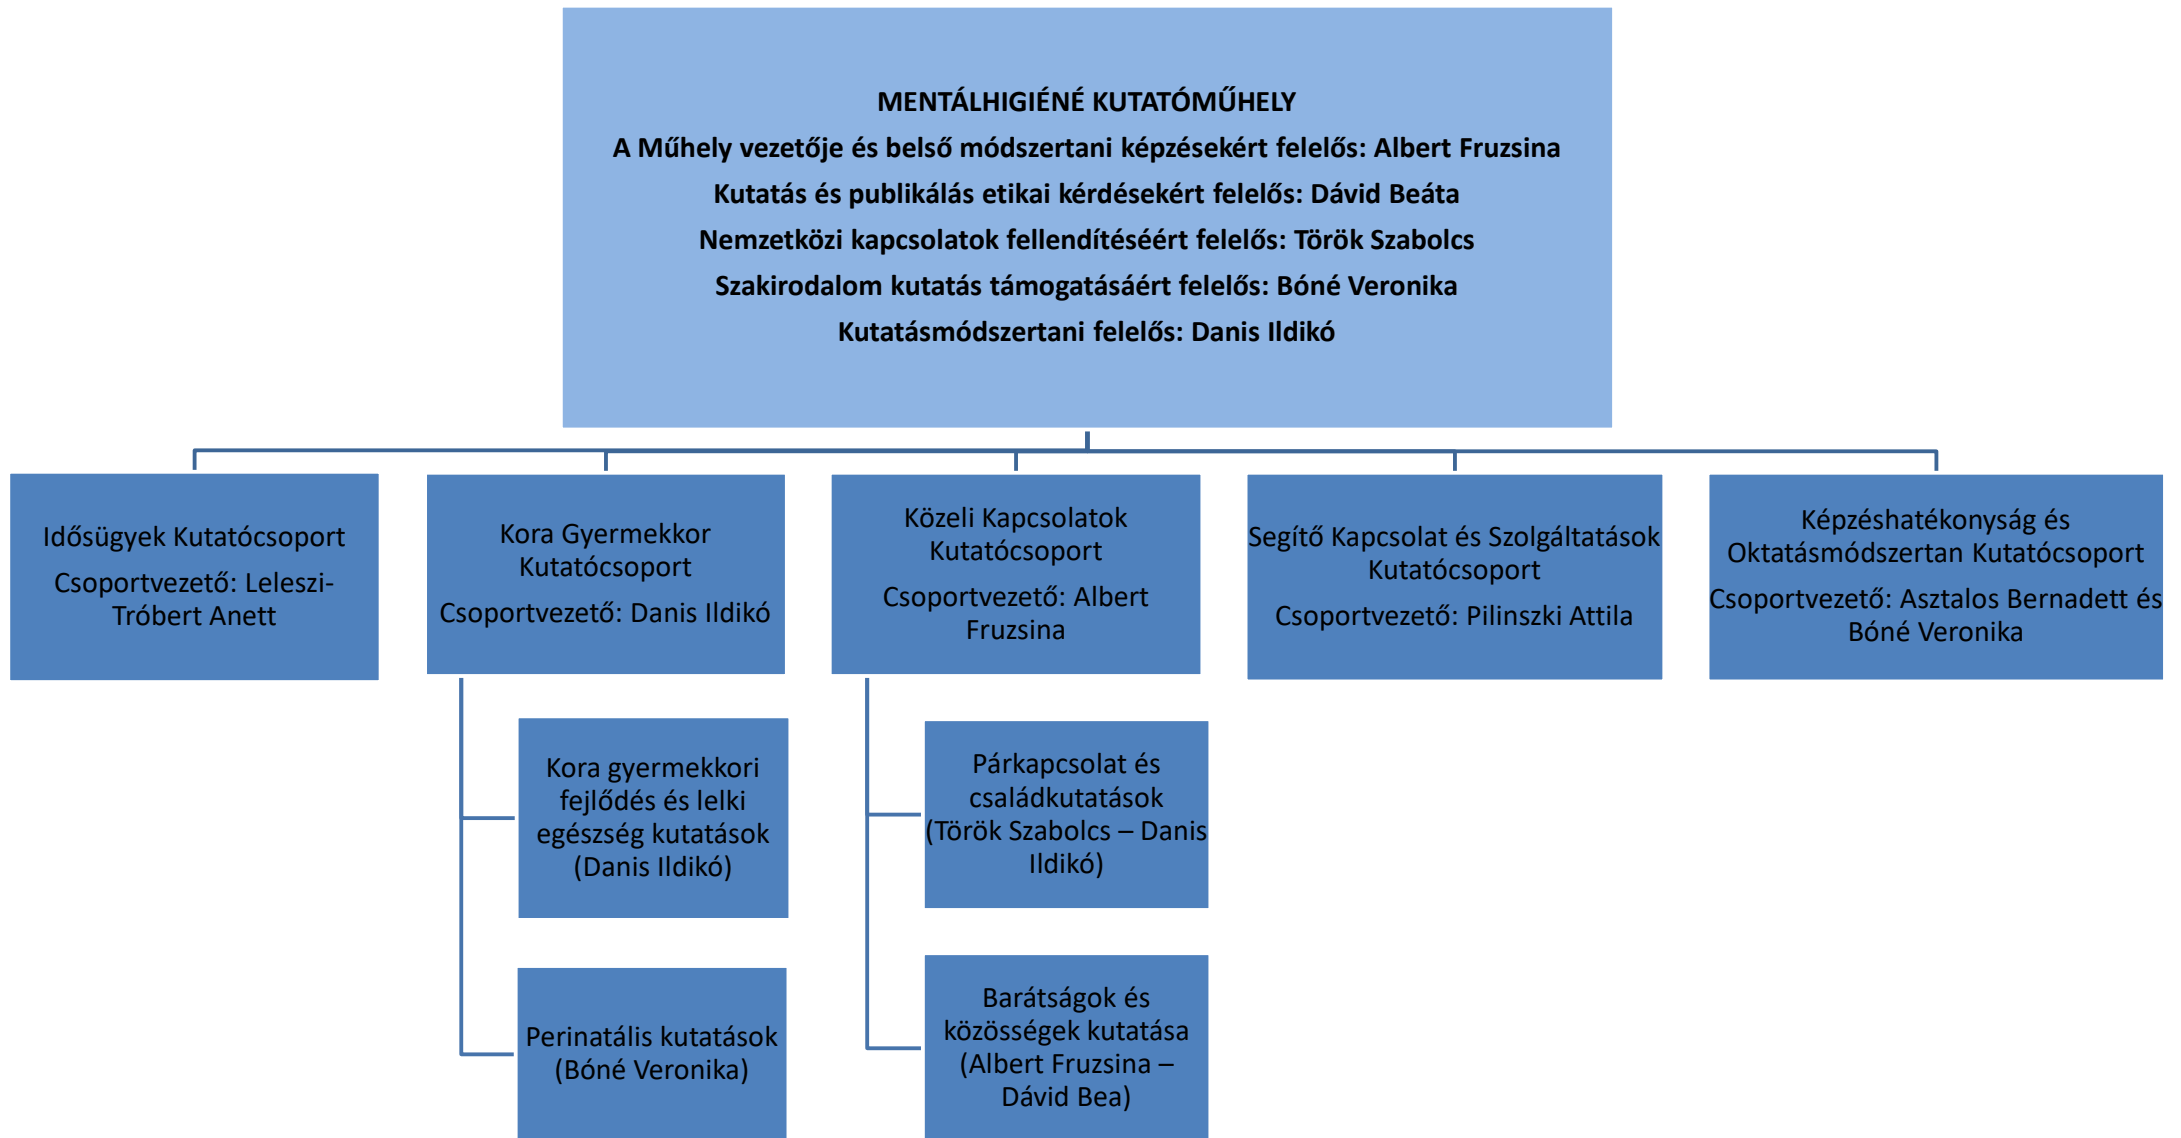 MENTÁLHIGIÉNÉ KUTATÓMŰHELY
A Műhely vezetője és belső módszertani képzésekért felelős: Albert Fruzsina
Kutatás és publikálás etikai kérdésekért felelős: Dávid Beáta
Nemzetközi kapcsolatok fellendítéséért felelős: Török Szabolcs
Szakirodalom kutatás támogatásáért felelős: Bóné Veronika
Kutatásmódszertani felelős: Danis Ildikó
Idősügyek Kutatócsoport
Csoportvezető: Leleszi-
Tróbert Anett
Kora Gyermekkor
Kutatócsoport
Csoportvezető: Danis Ildikó
Közeli Kapcsolatok
Kutatócsoport
Csoportvezető: Albert
Fruzsina
Segítő Kapcsolat és Szolgáltatások
Kutatócsoport
Csoportvezető: Pilinszki Attila
Képzéshatékonyság és
Oktatásmódszertan Kutatócsoport
Csoportvezető: Asztalos Bernadett és
Bóné Veronika
Kora gyermekkori
fejlődés és lelki
egészség kutatások
(Danis Ildikó)
Perinatális kutatások
(Bóné Veronika)
Párkapcsolat és
családkutatások
(Török Szabolcs – Danis
Ildikó)
Barátságok és
közösségek kutatása
(Albert Fruzsina –
Dávid Bea)